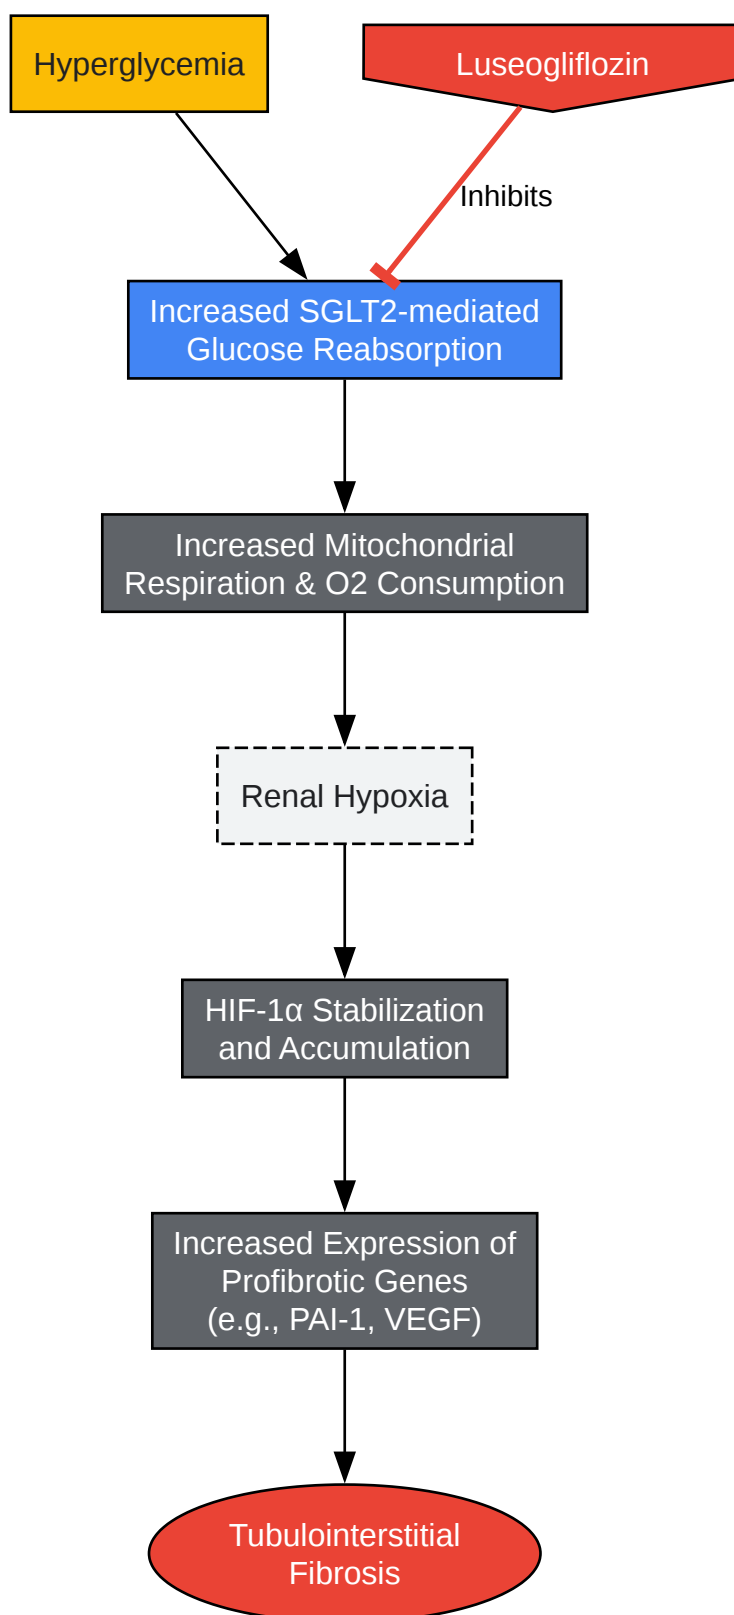 Hyperglycemia
Luseogliflozin
Inhibits
Increased SGLT2-mediated
Glucose Reabsorption
Increased Mitochondrial
Respiration & O2 Consumption
Renal Hypoxia
HIF-1α Stabilization
and Accumulation
Increased Expression of
Profibrotic Genes
(e.g., PAI-1, VEGF)
Tubulointerstitial
Fibrosis